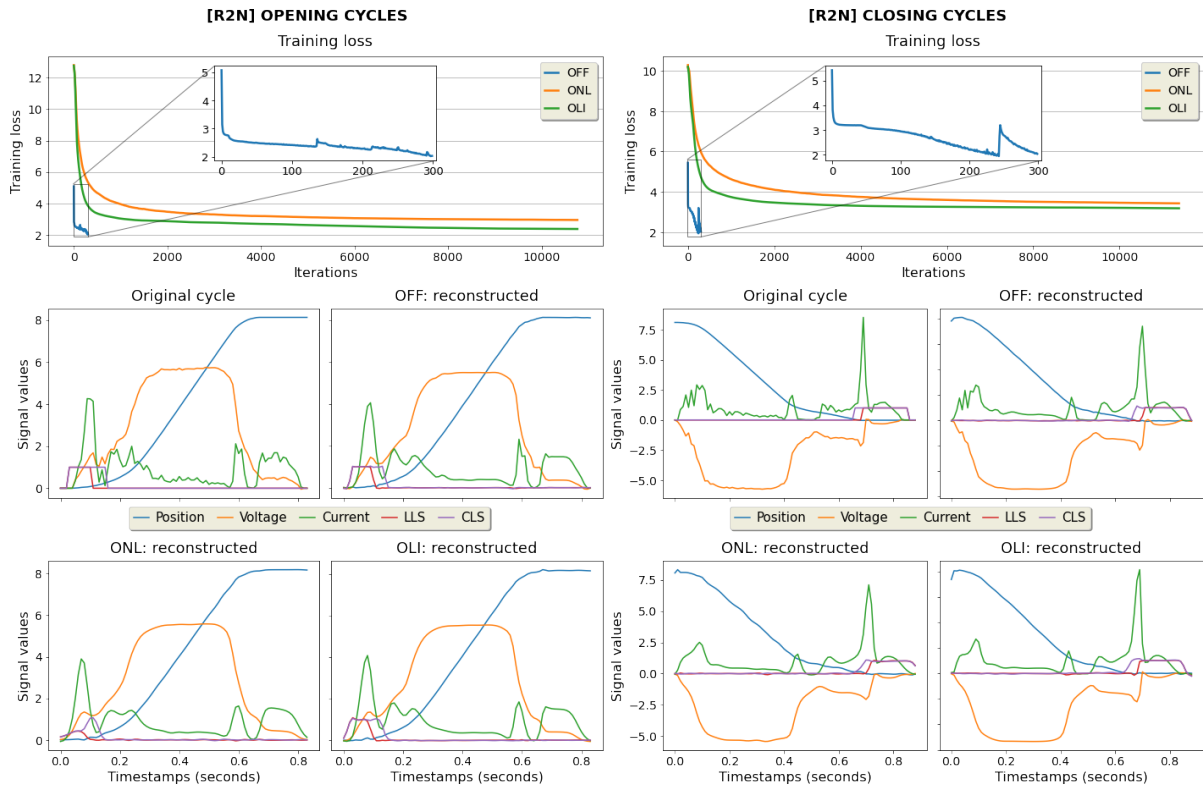 [R2N] OPENING CYCLES
Training loss
Training loss
12
10
8
6
4
2
5
4
3
2
0
100
200
300
OFF
ONL
OLI
0
2000
4000
6000
8000
10000
Iterations
Original cycle
OFF: reconstructed
Signal values
8
6
4
2
0
Position
Voltage
Current
LLS
CLS
ONL: reconstructed
OLI: reconstructed
Signal values
8
6
4
2
0
0.0
0.2
0.4
0.6
0.8
0.0
0.2
0.4
0.6
0.8
Timestamps (seconds)
Timestamps (seconds)
[R2N] CLOSING CYCLES
Training loss
Training loss
10
8
6
4
2
5
4
3
2
0
100
200
300
OFF
ONL
OLI
0
2000
4000
6000
8000
10000
Iterations
Original cycle
OFF: reconstructed
Signal values
7.5
5.0
2.5
0.0
−2.5
−5.0
Position
Voltage
Current
LLS
CLS
ONL: reconstructed
OLI: reconstructed
Signal values
7.5
5.0
2.5
0.0
−2.5
−5.0
0.0
0.2
0.4
0.6
0.8
0.0
0.2
0.4
0.6
0.8
Timestamps (seconds)
Timestamps (seconds)